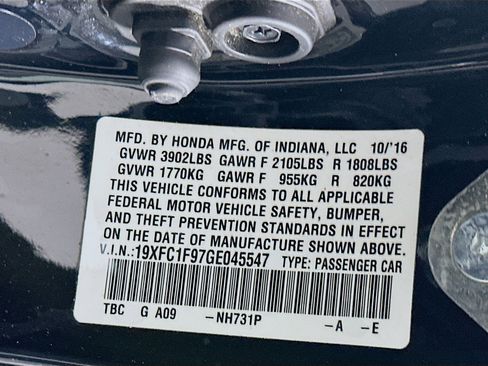 MFD. BY HONDA MFG. OF INDIANA, LLC 10/'16
GVWR 3902LBS GAWR F 2105LBS R 1808LBS
GVWR 1770KG GAWR F 955KG R 820KG
THIS VEHICLE CONFORMS TO ALL APPLICABLE
FEDERAL MOTOR VEHICLE SAFETY, BUMPER,
AND THEFT PREVENTION STANDARDS IN EFFECT
ON THE DATE OF MANUFACTURE SHOWN ABOVE.
V.I.N.:19XFC1F97GE045547 TYPE: PASSENGER CAR
TBC G A09 -NH731P -A -E